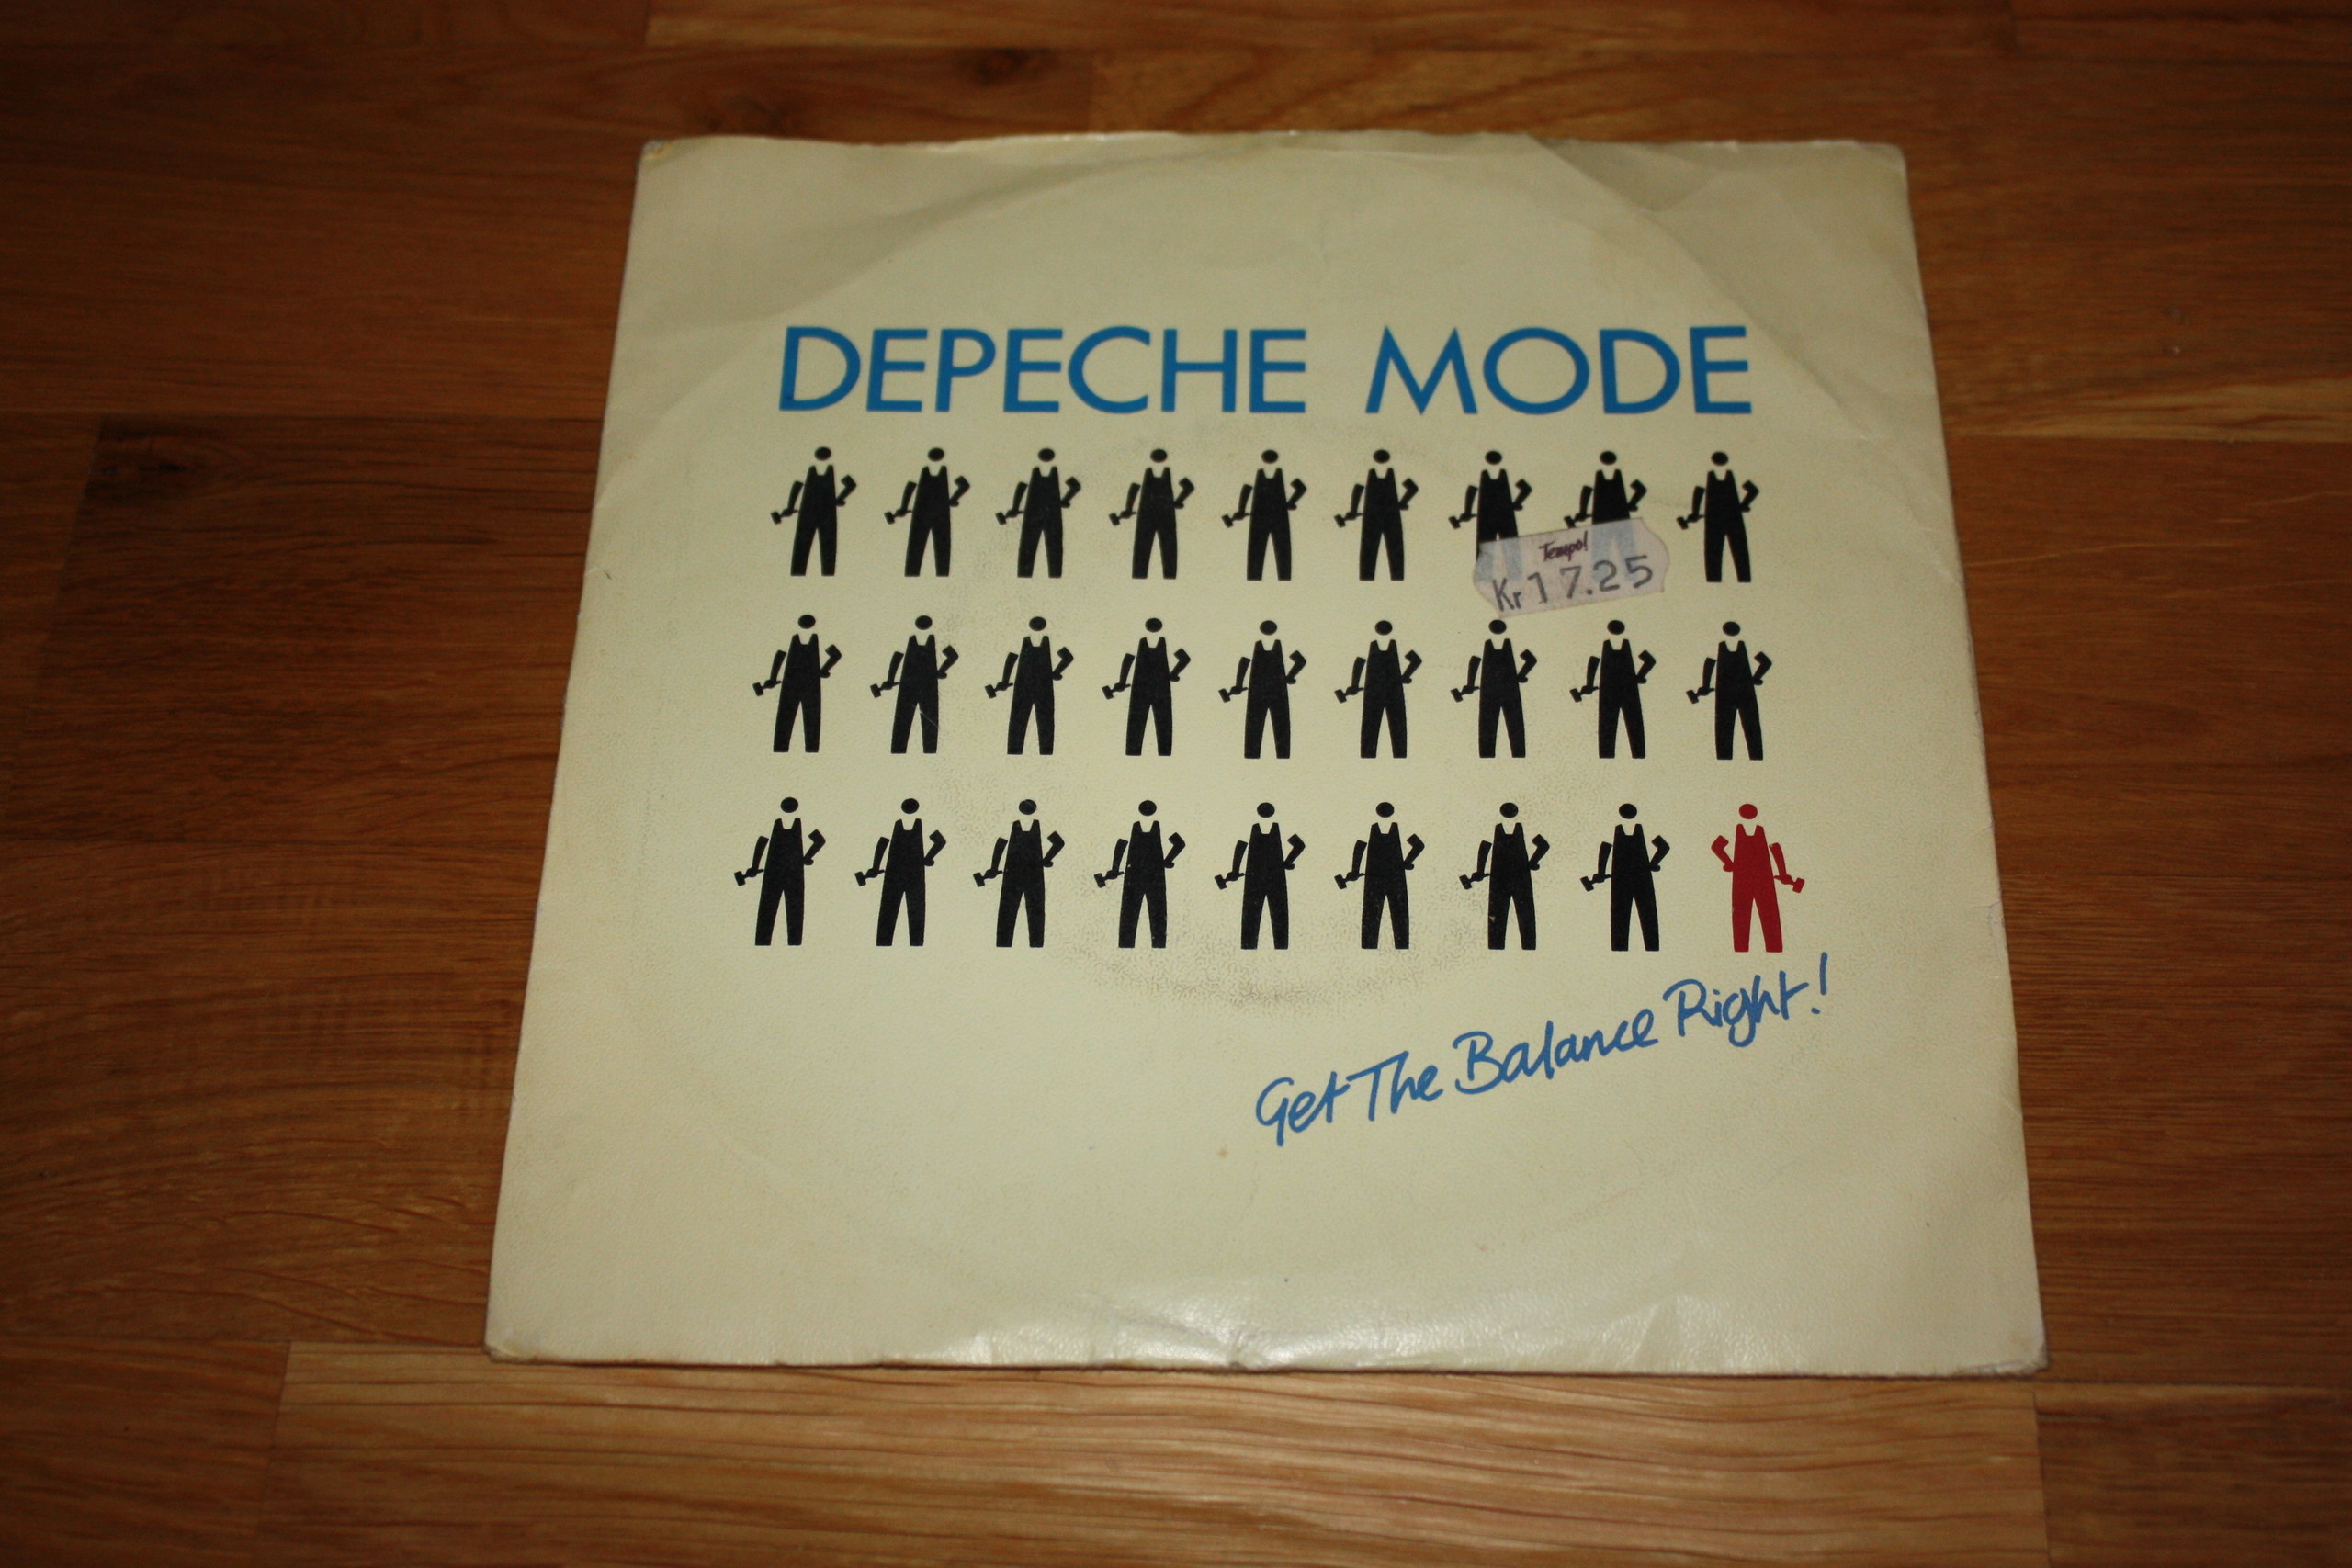 DEPECHE MODE
Tempo!
Kr 17.25
Get The Balance Right!